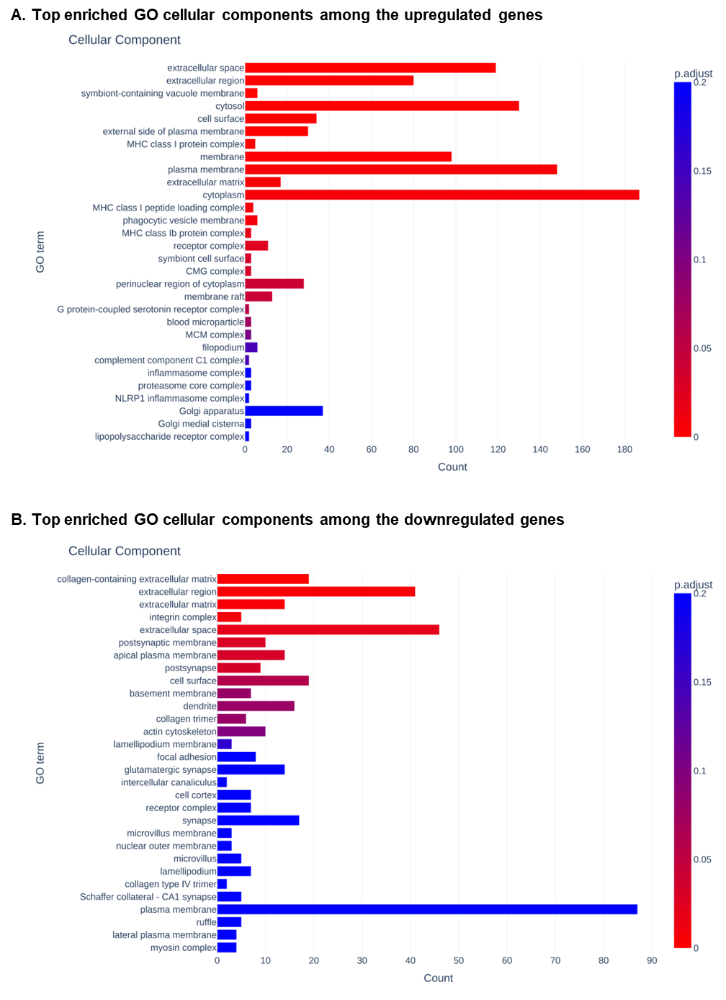 A. Top enriched GO cellular components among the upregulated genes
Cellular Component
p.adjust
extracellular space
extracellular region
symbiont-containing vacuole membrane
cytosol
cell surface
external side of plasma membrane
MHC class I protein complex
membrane
plasma membrane
extracellular matrix
cytoplasm
MHC class I peptide loading complex
phagocytic vesicle membrane
MHC class Ib protein complex
receptor complex
symbiont cell surface
CMG complex
perinuclear region of cytoplasm
membrane raft
G protein-coupled serotonin receptor complex
blood microparticle
MCM complex
filopodium
complement component C1 complex
inflammasome complex
proteasome core complex
NLRP1 inflammasome complex
Golgi apparatus
Golgi medial cisterna
lipopolysaccharide receptor complex
GO term
0 20 40 60 80 100 120 140 160 180
Count
0.2
0.15
0.1
0.05
0
B. Top enriched GO cellular components among the downregulated genes
Cellular Component
p.adjust
collagen-containing extracellular matrix
extracellular region
extracellular matrix
integrin complex
extracellular space
postsynaptic membrane
apical plasma membrane
postsynapse
cell surface
basement membrane
dendrite
collagen trimer
actin cytoskeleton
lamellipodium membrane
focal adhesion
glutamatergic synapse
intercellular canaliculus
cell cortex
receptor complex
synapse
microvillus membrane
nuclear outer membrane
microvillus
lamellipodium
collagen type IV trimer
Schaffer collateral - CA1 synapse
plasma membrane
ruffle
lateral plasma membrane
myosin complex
GO term
0 10 20 30 40 50 60 70 80 90
Count
0.2
0.15
0.1
0.05
0